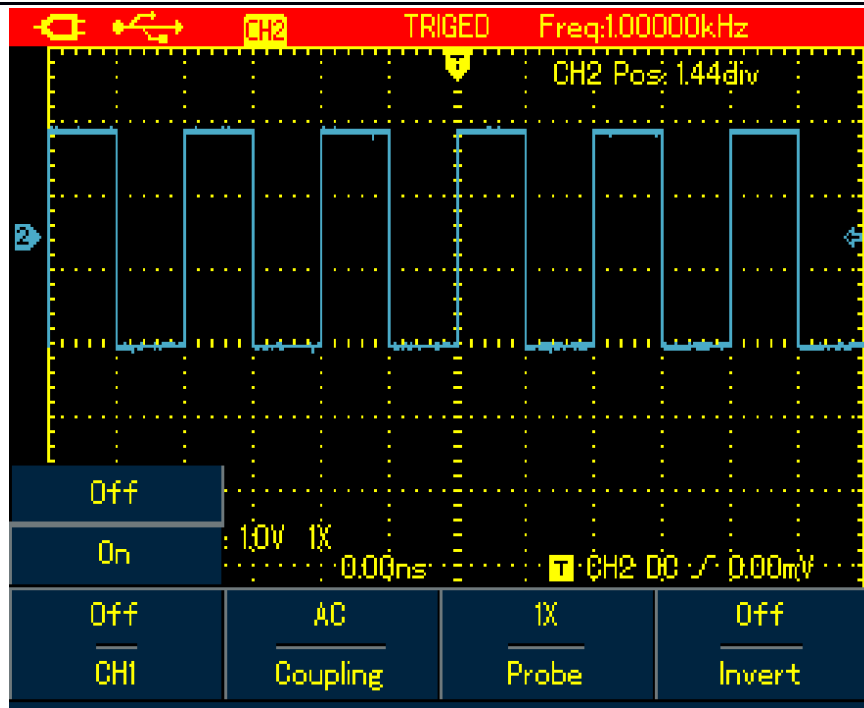 CH2 TRIGED Freq:1.00000kHz
T
CH2 Pos: 1.44div
2
Off
On
: 1.0V 1X
0.00ns T CH2 DC 0.00mV
Off AC 1X Off
CH1 Coupling Probe Invert